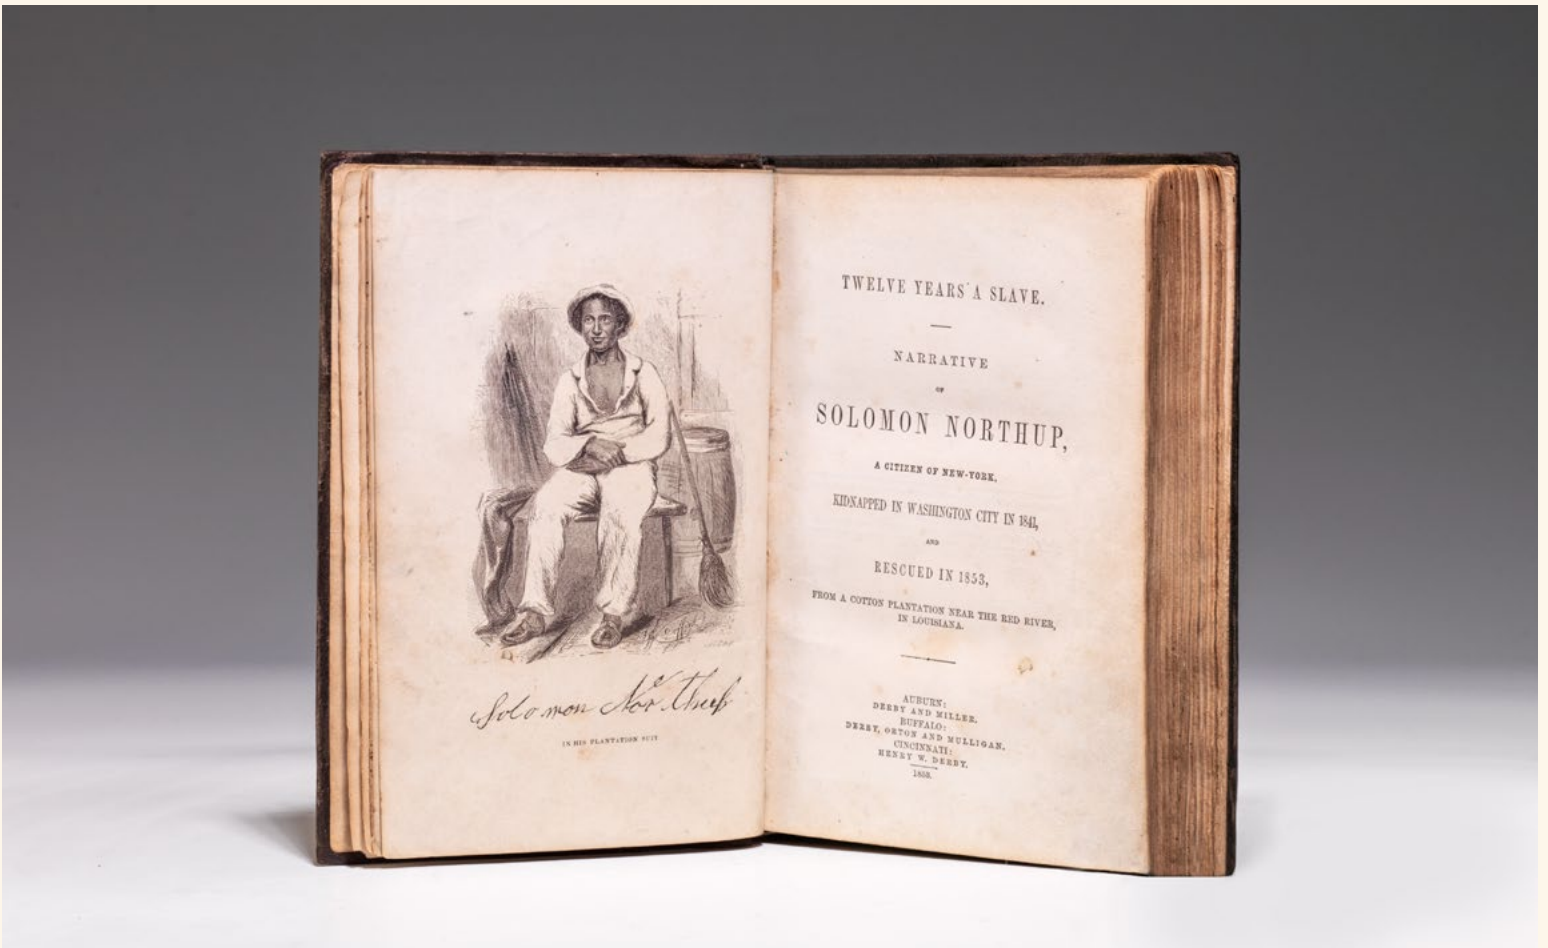 Solomon Northup
IN HIS PLANTATION SUIT
TWELVE YEARS A SLAVE.
NARRATIVE
OF
SOLOMON NORTHUP,
A CITIZEN OF NEW-YORK,
KIDNAPPED IN WASHINGTON CITY IN 1841,
AND
RESCUED IN 1853,
FROM A COTTON PLANTATION NEAR THE RED RIVER,
IN LOUISIANA.
AUBURN:
DERBY AND MILLER.
BUFFALO:
DERBY, ORTON AND MULLIGAN.
CINCINNATI:
HENRY W. DERBY.
1853.